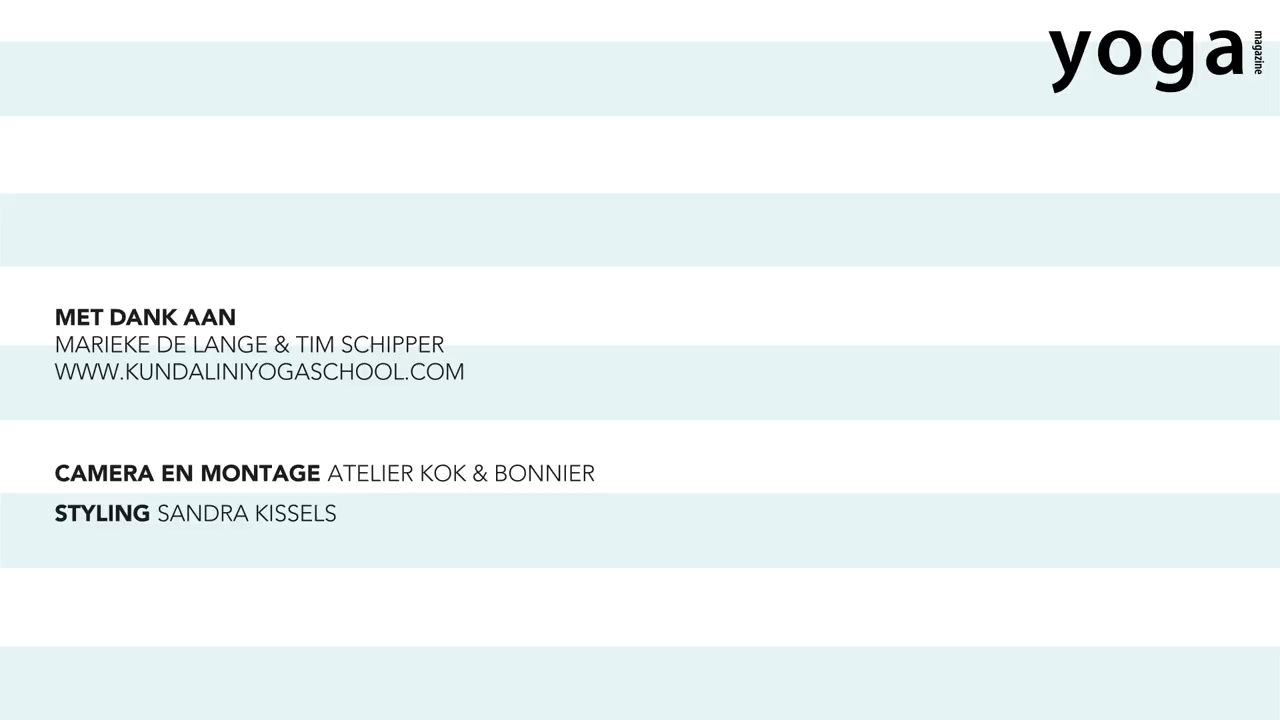 yoga magazine
MET DANK AAN
MARIEKE DE LANGE & TIM SCHIPPER
WWW.KUNDALINIYOGASCHOOL.COM
CAMERA EN MONTAGE ATELIER KOK & BONNIER
STYLING SANDRA KISSELS